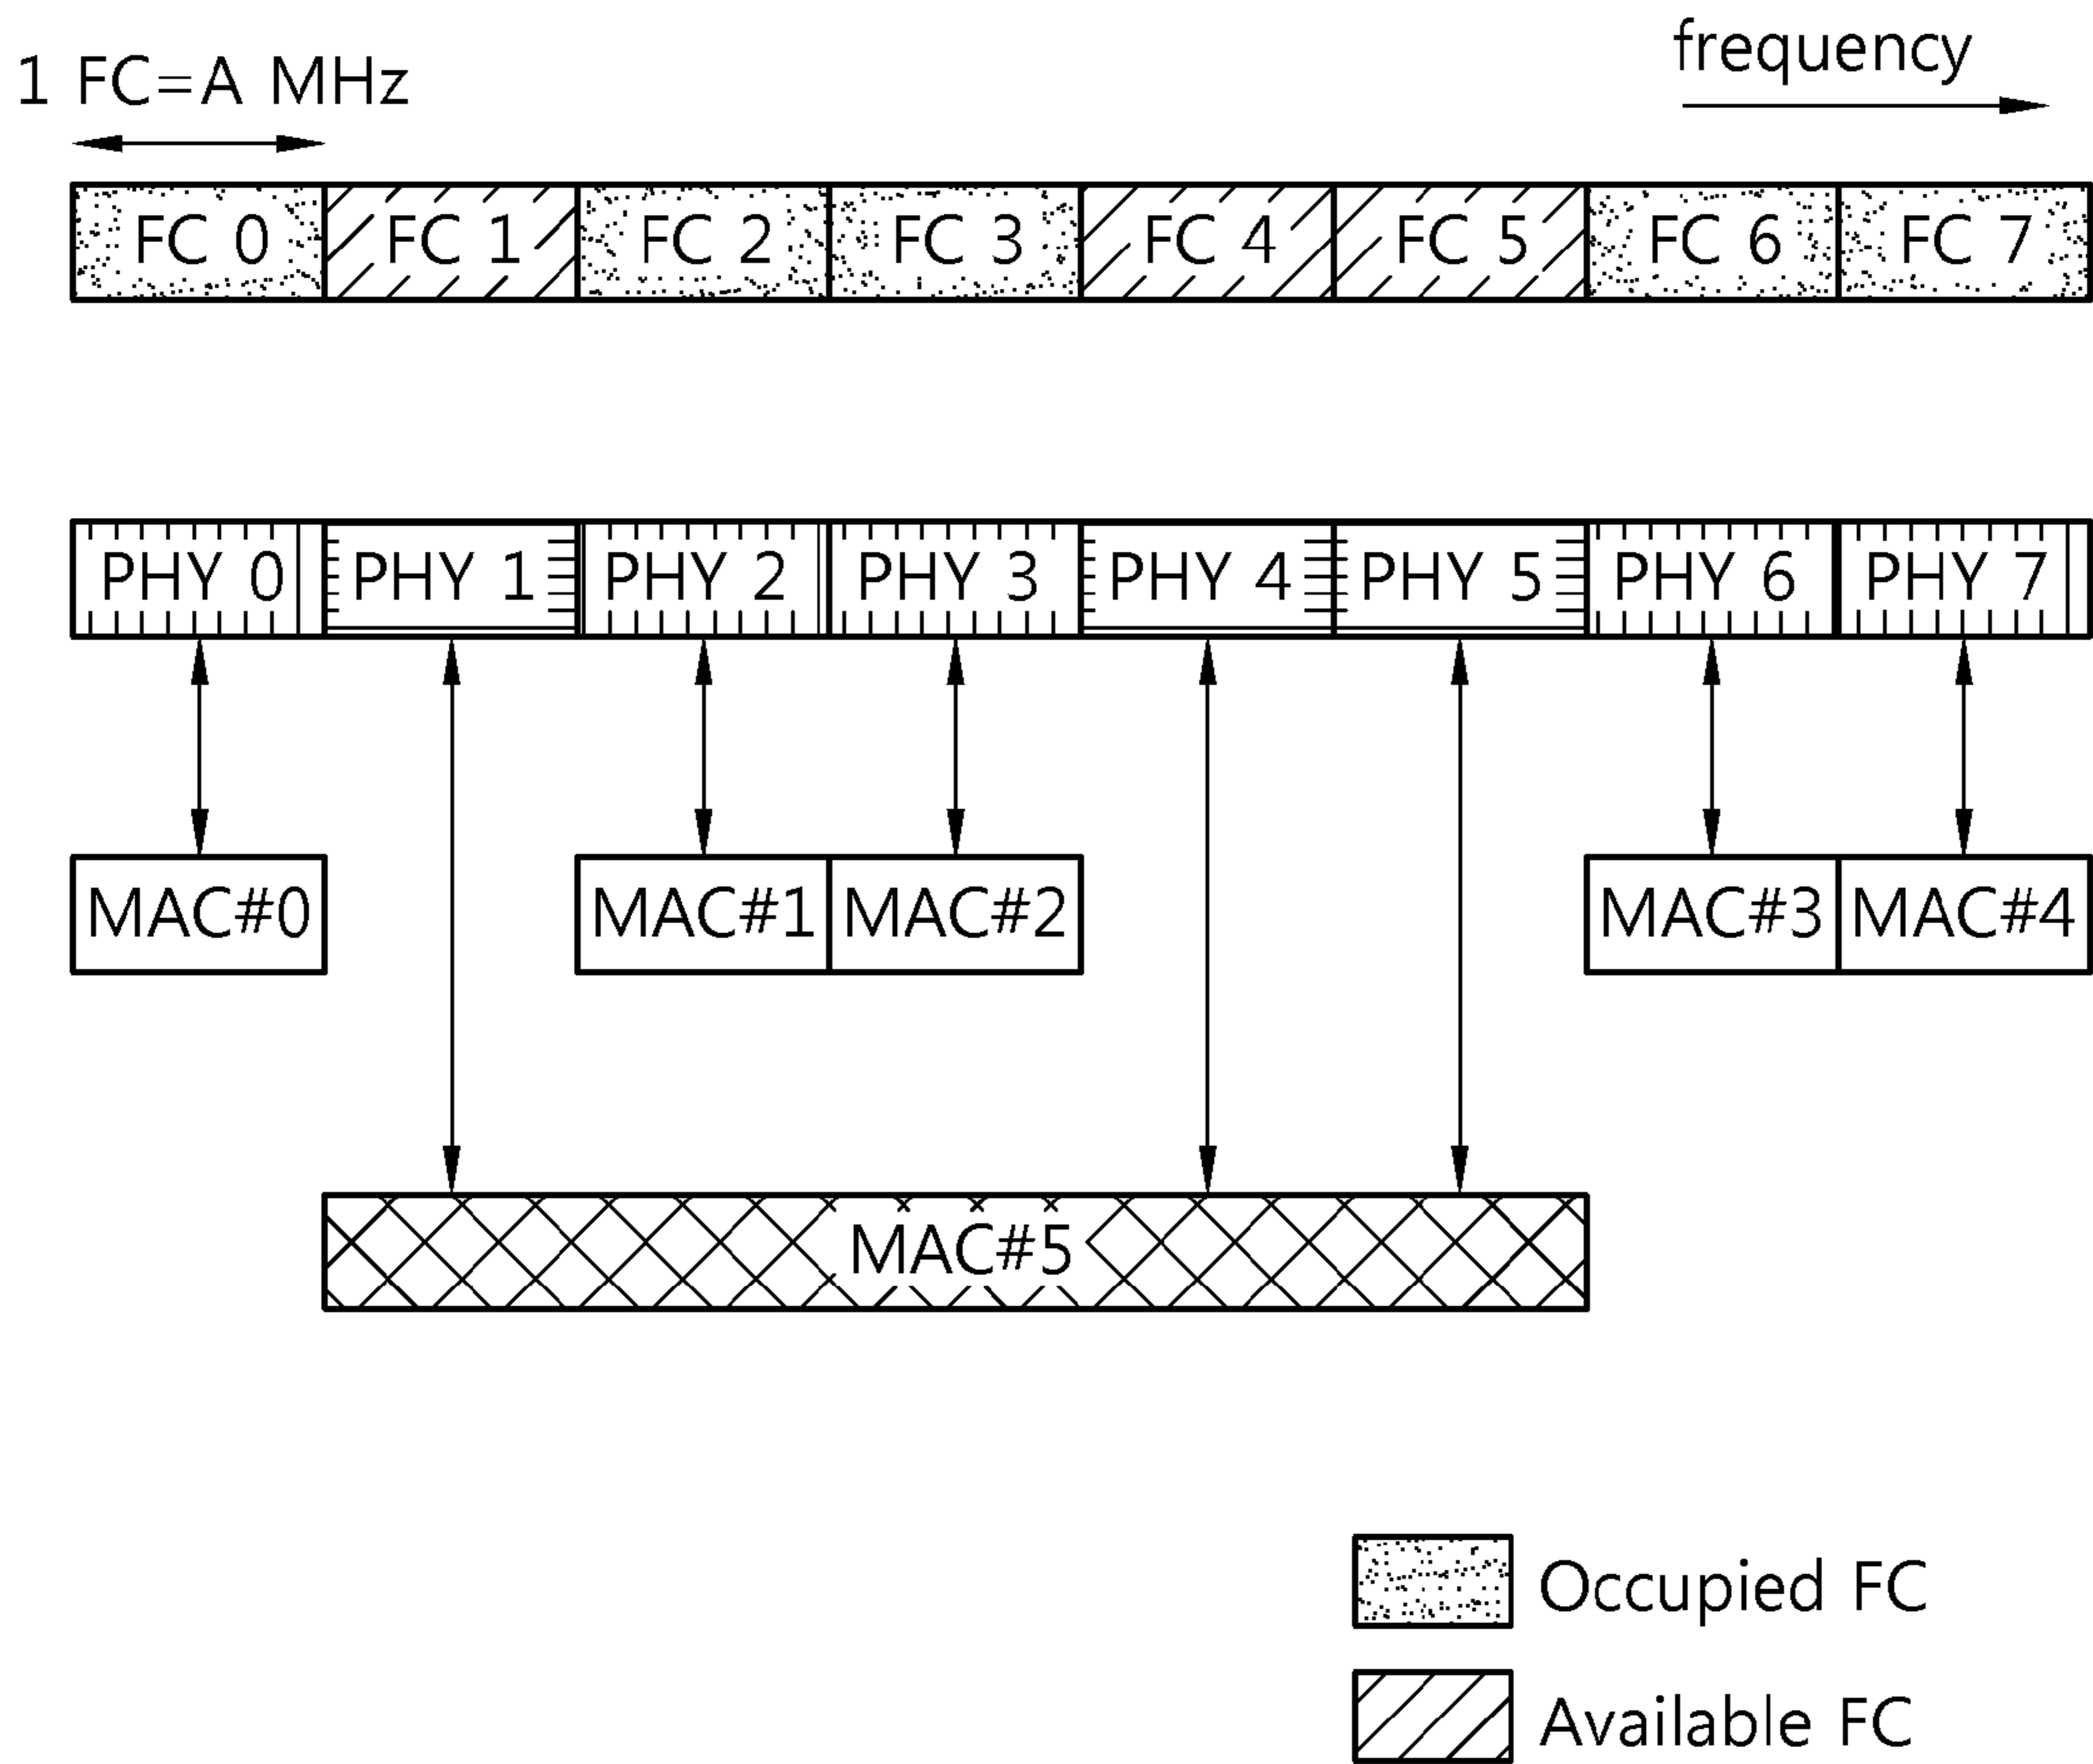 frequency
1 FC=A MHz
FC 0 FC 1 FC 2 FC 3 FC 4 FC 5 FC 6 FC 7
PHY 0 PHY 1 PHY 2 PHY 3 PHY 4 PHY 5 PHY 6 PHY 7
MAC#0 MAC#1 MAC#2 MAC#3 MAC#4
MAC#5
Occupied FC
Available FC